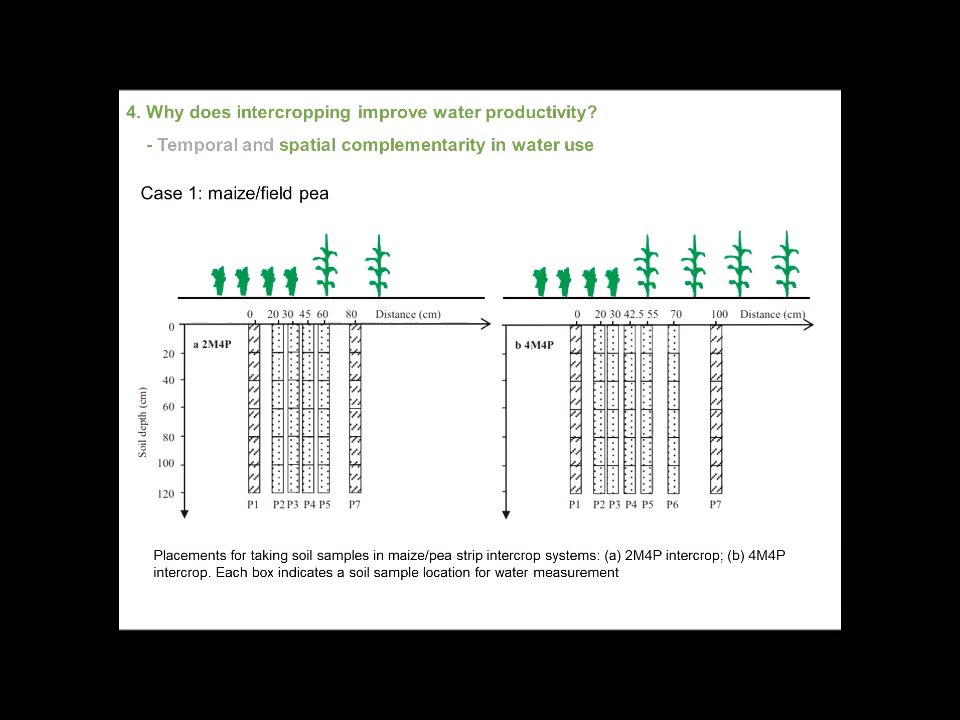 4. Why does intercropping improve water productivity?
- Temporal and spatial complementarity in water use
Case 1: maize/field pea
0 20 30 45 60 80 Distance (cm)
0 20 30 42.5 55 70 100 Distance (cm)
a 2M4P
b 4M4P
Soil depth (cm)
0
20
40
60
80
100
120
P1 P2 P3 P4 P5 P7
P1 P2 P3 P4 P5 P6 P7
Placements for taking soil samples in maize/pea strip intercrop systems: (a) 2M4P intercrop; (b) 4M4P
intercrop. Each box indicates a soil sample location for water measurement